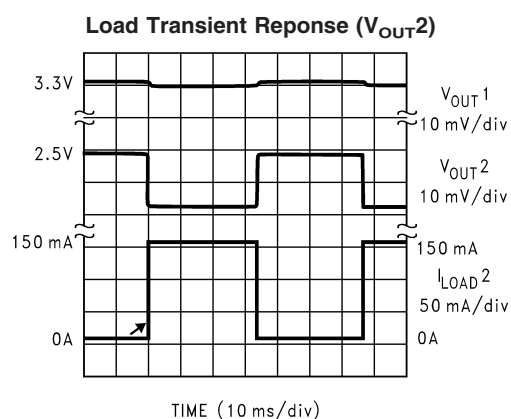 Load Transient Reponse (VOUT2)
3.3V
VOUT1
10 mV/div
2.5V
VOUT2
10 mV/div
150 mA
150 mA
ILOAD2
50 mA/div
0A
0A
TIME (10 ms/div)